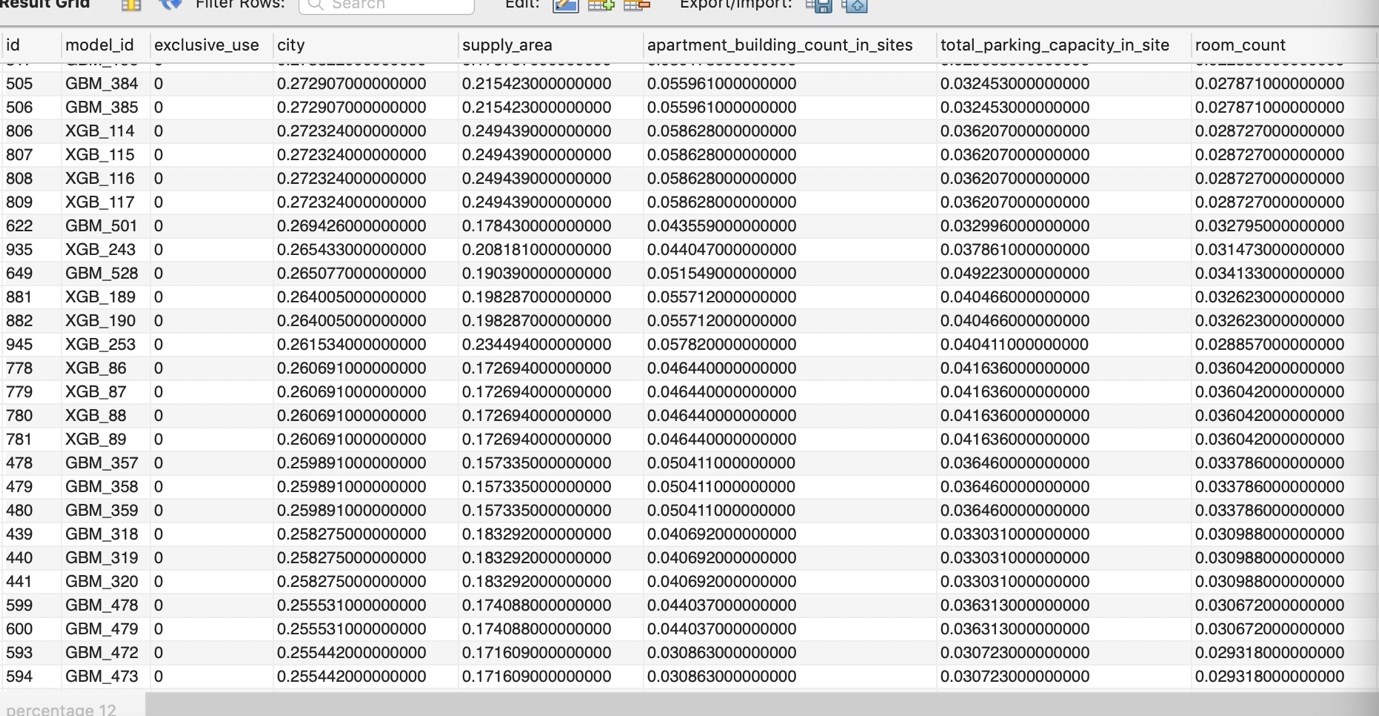 Result Grid Filter Rows: Search Edit: Export/Import:
id model_id exclusive_use city supply_area apartment_building_count_in_sites total_parking_capacity_in_site room_count
505 GBM_384 0 0.272907000000000 0.215423000000000 0.055961000000000 0.032453000000000 0.027871000000000
506 GBM_385 0 0.272907000000000 0.215423000000000 0.055961000000000 0.032453000000000 0.027871000000000
806 XGB_114 0 0.272324000000000 0.249439000000000 0.058628000000000 0.036207000000000 0.028727000000000
807 XGB_115 0 0.272324000000000 0.249439000000000 0.058628000000000 0.036207000000000 0.028727000000000
808 XGB_116 0 0.272324000000000 0.249439000000000 0.058628000000000 0.036207000000000 0.028727000000000
809 XGB_117 0 0.272324000000000 0.249439000000000 0.058628000000000 0.036207000000000 0.028727000000000
622 GBM_501 0 0.269426000000000 0.178430000000000 0.043559000000000 0.032996000000000 0.032795000000000
935 XGB_243 0 0.265433000000000 0.208181000000000 0.044047000000000 0.037861000000000 0.031473000000000
649 GBM_528 0 0.265077000000000 0.190390000000000 0.051549000000000 0.049223000000000 0.034133000000000
881 XGB_189 0 0.264005000000000 0.198287000000000 0.055712000000000 0.040466000000000 0.032623000000000
882 XGB_190 0 0.264005000000000 0.198287000000000 0.055712000000000 0.040466000000000 0.032623000000000
945 XGB_253 0 0.261534000000000 0.234494000000000 0.057820000000000 0.040411000000000 0.028857000000000
778 XGB_86 0 0.260691000000000 0.172694000000000 0.046440000000000 0.041636000000000 0.036042000000000
779 XGB_87 0 0.260691000000000 0.172694000000000 0.046440000000000 0.041636000000000 0.036042000000000
780 XGB_88 0 0.260691000000000 0.172694000000000 0.046440000000000 0.041636000000000 0.036042000000000
781 XGB_89 0 0.260691000000000 0.172694000000000 0.046440000000000 0.041636000000000 0.036042000000000
478 GBM_357 0 0.259891000000000 0.157335000000000 0.050411000000000 0.036460000000000 0.033786000000000
479 GBM_358 0 0.259891000000000 0.157335000000000 0.050411000000000 0.036460000000000 0.033786000000000
480 GBM_359 0 0.259891000000000 0.157335000000000 0.050411000000000 0.036460000000000 0.033786000000000
439 GBM_318 0 0.258275000000000 0.183292000000000 0.040692000000000 0.033031000000000 0.030988000000000
440 GBM_319 0 0.258275000000000 0.183292000000000 0.040692000000000 0.033031000000000 0.030988000000000
441 GBM_320 0 0.258275000000000 0.183292000000000 0.040692000000000 0.033031000000000 0.030988000000000
599 GBM_478 0 0.255531000000000 0.174088000000000 0.044037000000000 0.036313000000000 0.030672000000000
600 GBM_479 0 0.255531000000000 0.174088000000000 0.044037000000000 0.036313000000000 0.030672000000000
593 GBM_472 0 0.255442000000000 0.171609000000000 0.030863000000000 0.030723000000000 0.029318000000000
594 GBM_473 0 0.255442000000000 0.171609000000000 0.030863000000000 0.030723000000000 0.029318000000000
percentage 12